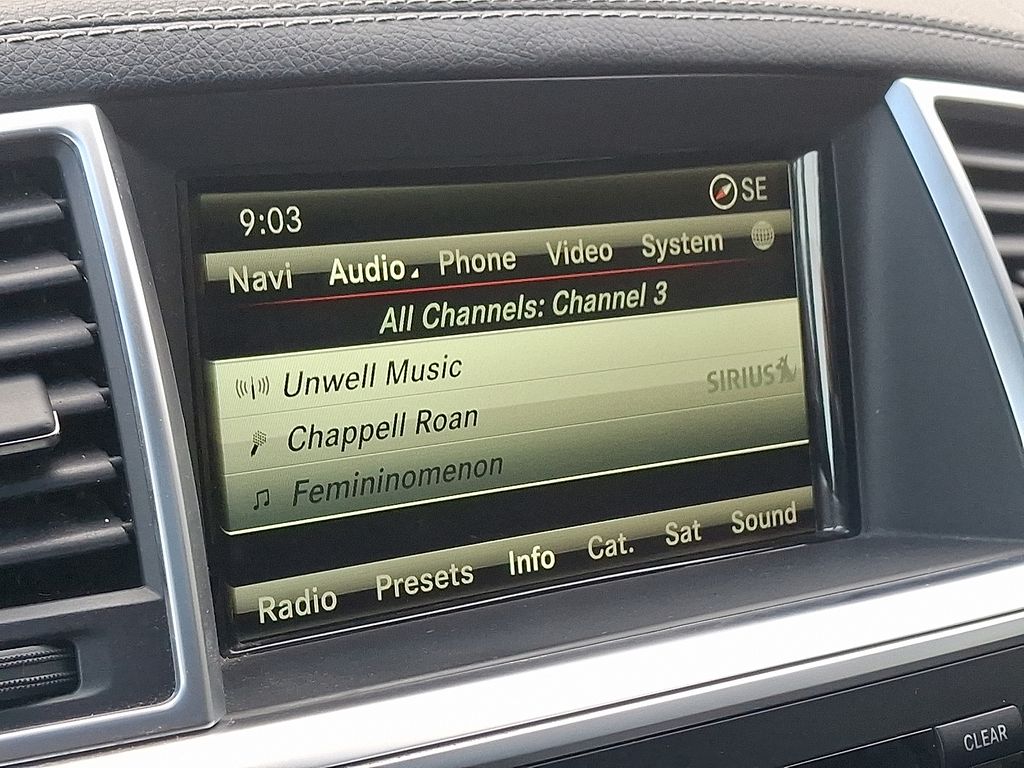 9:03 SE
Navi Audio Phone Video System
All Channels: Channel 3
Unwell Music
SIRIUS
Chappell Roan
Femininomenon
Radio Presets Info Cat. Sat Sound
CLEAR